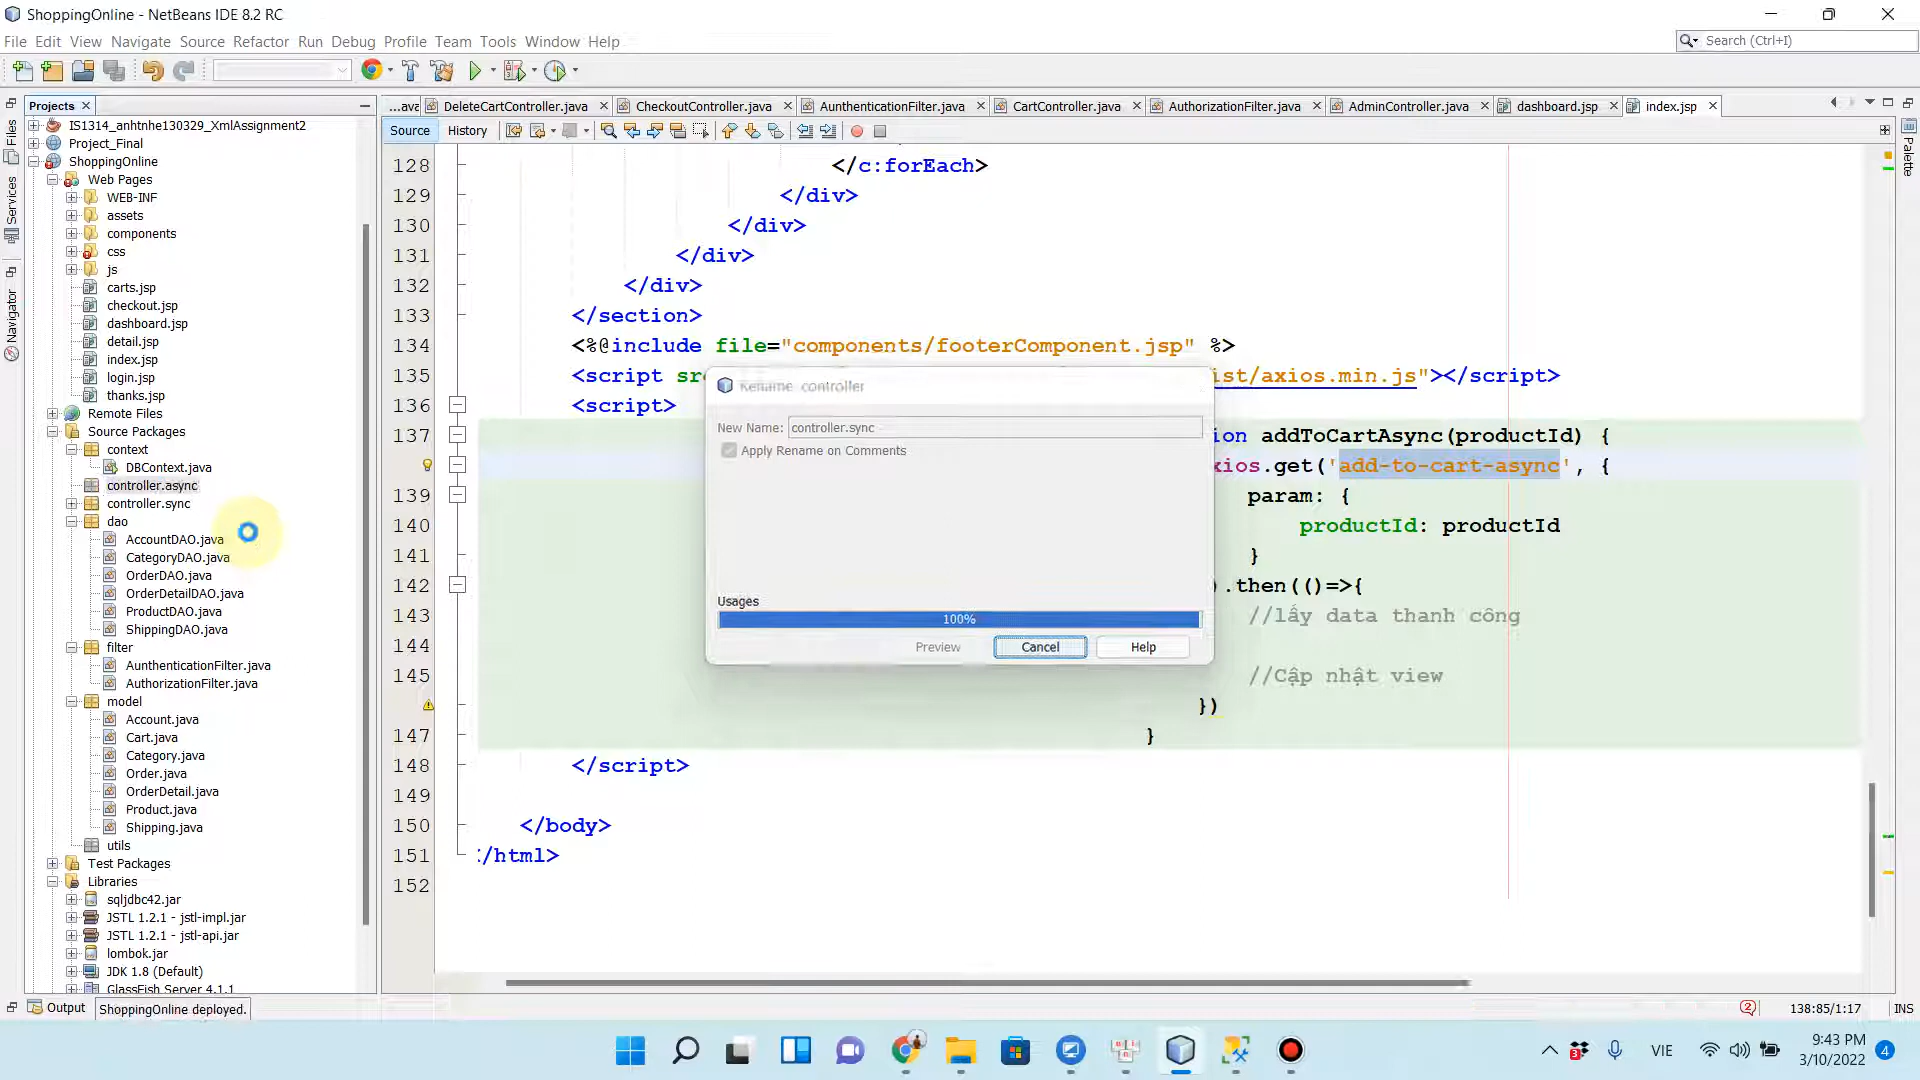 ShoppingOnline - NetBeans IDE 8.2 RC
File Edit View Navigate Source Refactor Run Debug Profile Team Tools Window Help
Search (Ctrl+I)
Projects
...ava DeleteCartController.java CheckoutController.java AunthenticationFilter.java CartController.java AuthorizationFilter.java AdminController.java dashboard.jsp index.jsp
Source History
Files
Services
Navigator
Palette
IS1314_anhtnhe130329_XmlAssignment2
Project_Final
ShoppingOnline
Web Pages
WEB-INF
assets
components
css
js
carts.jsp
checkout.jsp
dashboard.jsp
detail.jsp
index.jsp
login.jsp
thanks.jsp
Remote Files
Source Packages
context
DBContext.java
controller.async
controller.sync
dao
AccountDAO.java
CategoryDAO.java
OrderDAO.java
OrderDetailDAO.java
ProductDAO.java
ShippingDAO.java
filter
AunthenticationFilter.java
AuthorizationFilter.java
model
Account.java
Cart.java
Category.java
Order.java
OrderDetail.java
Product.java
Shipping.java
utils
Test Packages
Libraries
sqljdbc42.jar
JSTL 1.2.1 - jstl-impl.jar
JSTL 1.2.1 - jstl-api.jar
lombok.jar
JDK 1.8 (Default)
GlassFish Server 4.1.1
128 </c:forEach>
129 </div>
130 </div>
131 </div>
132 </div>
133 </section>
134 <%@include file="components/footerComponent.jsp" %>
135 <script sr ist/axios.min.js"></script>
136 <script>
137 ion addToCartAsync(productId) {
xios.get('add-to-cart-async', {
139 param: {
140 productId: productId
141 }
142 ).then(()=>{
143 //lấy data thanh công
144
145 //Cập nhật view
})
147 }
148 </script>
149
150 </body>
151 </html>
152
Rename controller
New Name: controller.sync
Apply Rename on Comments
Usages
100%
Preview Cancel Help
Output ShoppingOnline deployed.
2 138:85/1:17 INS
3 VIE 9:43 PM
3/10/2022 4